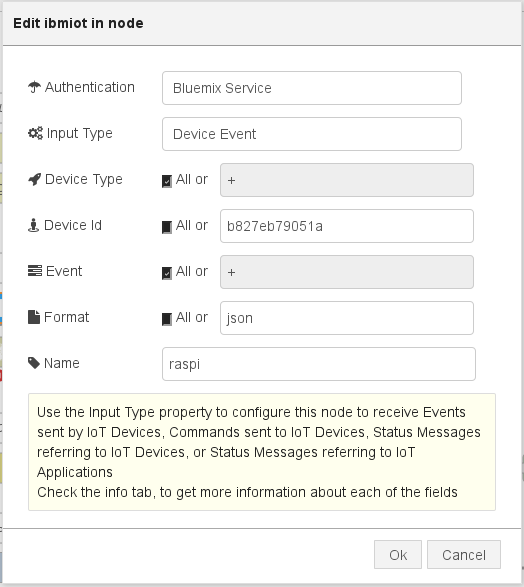 Edit ibmiot in node
Authentication Bluemix Service
Input Type Device Event
Device Type All or +
Device Id All or b827eb79051a
Event All or +
Format All or json
Name raspi
Use the Input Type property to configure this node to receive Events
sent by IoT Devices, Commands sent to IoT Devices, Status Messages
referring to IoT Devices, or Status Messages referring to IoT
Applications
Check the info tab, to get more information about each of the fields
Ok Cancel